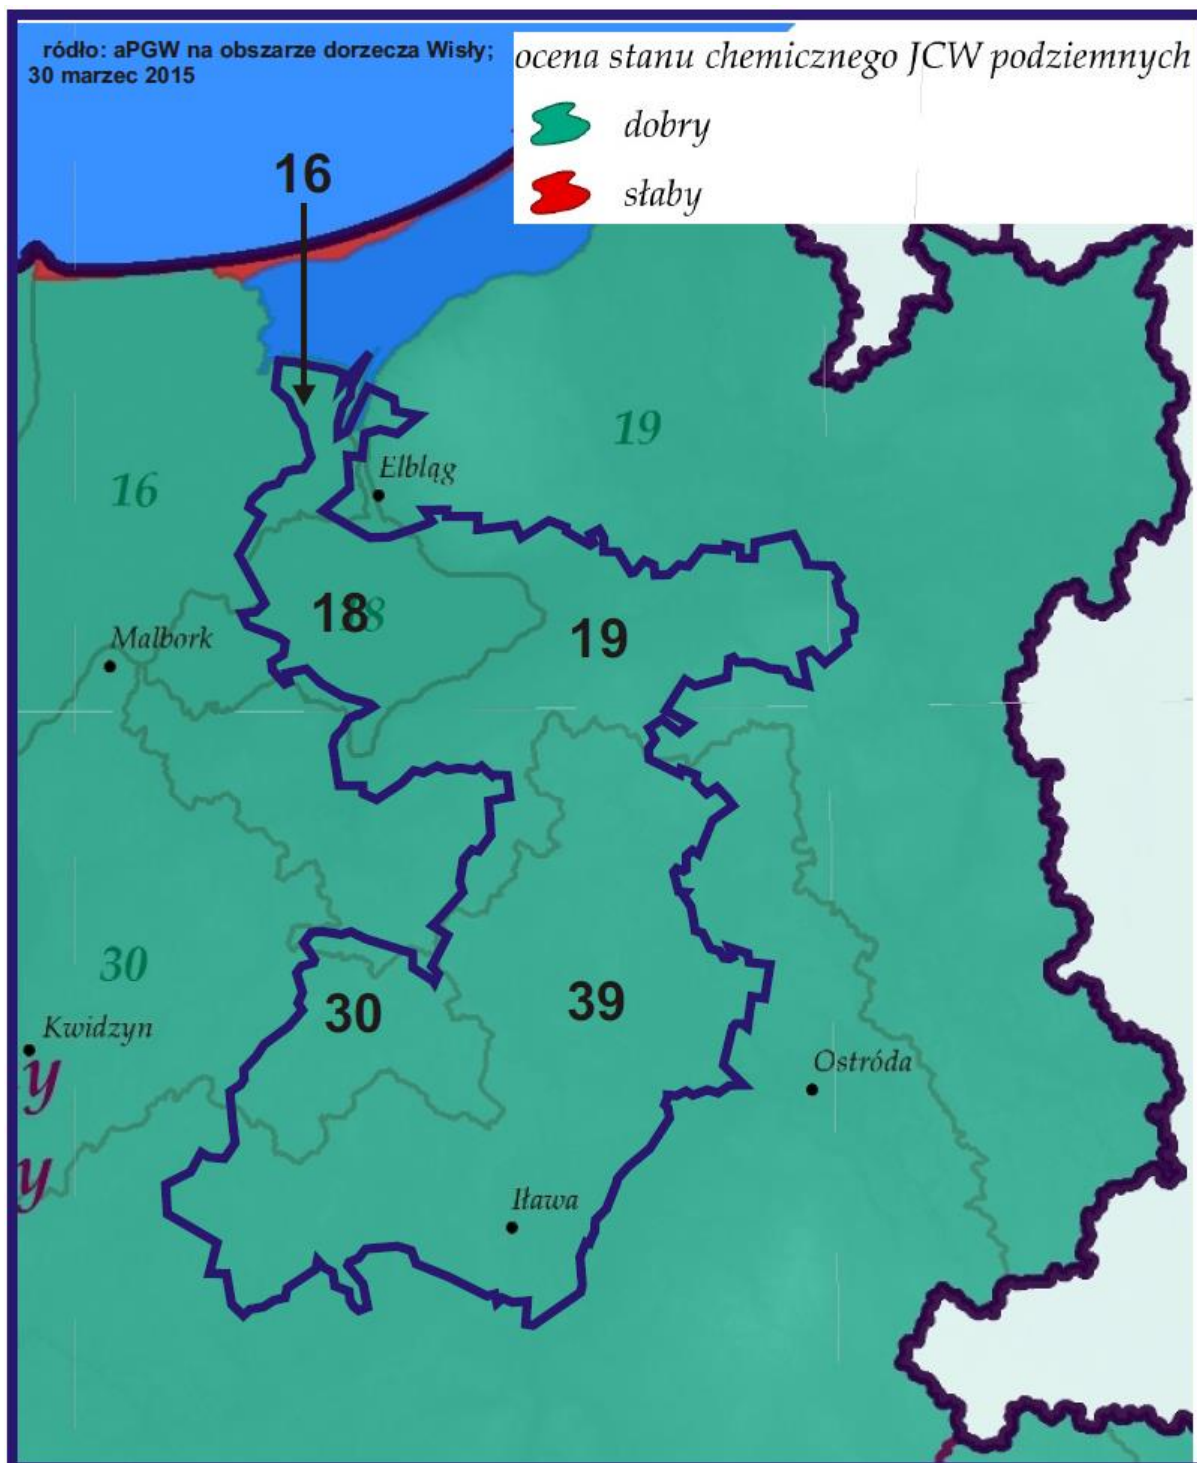 ródło: aPGW na obszarze dorzecza Wisły;
30 marzec 2015
ocena stanu chemicznego JCW podziemnych
dobry
słaby
16
19
Elbląg
16
18
18
19
Malbork
30
30
39
Kwidzyn
Ostróda
y
y
Iława